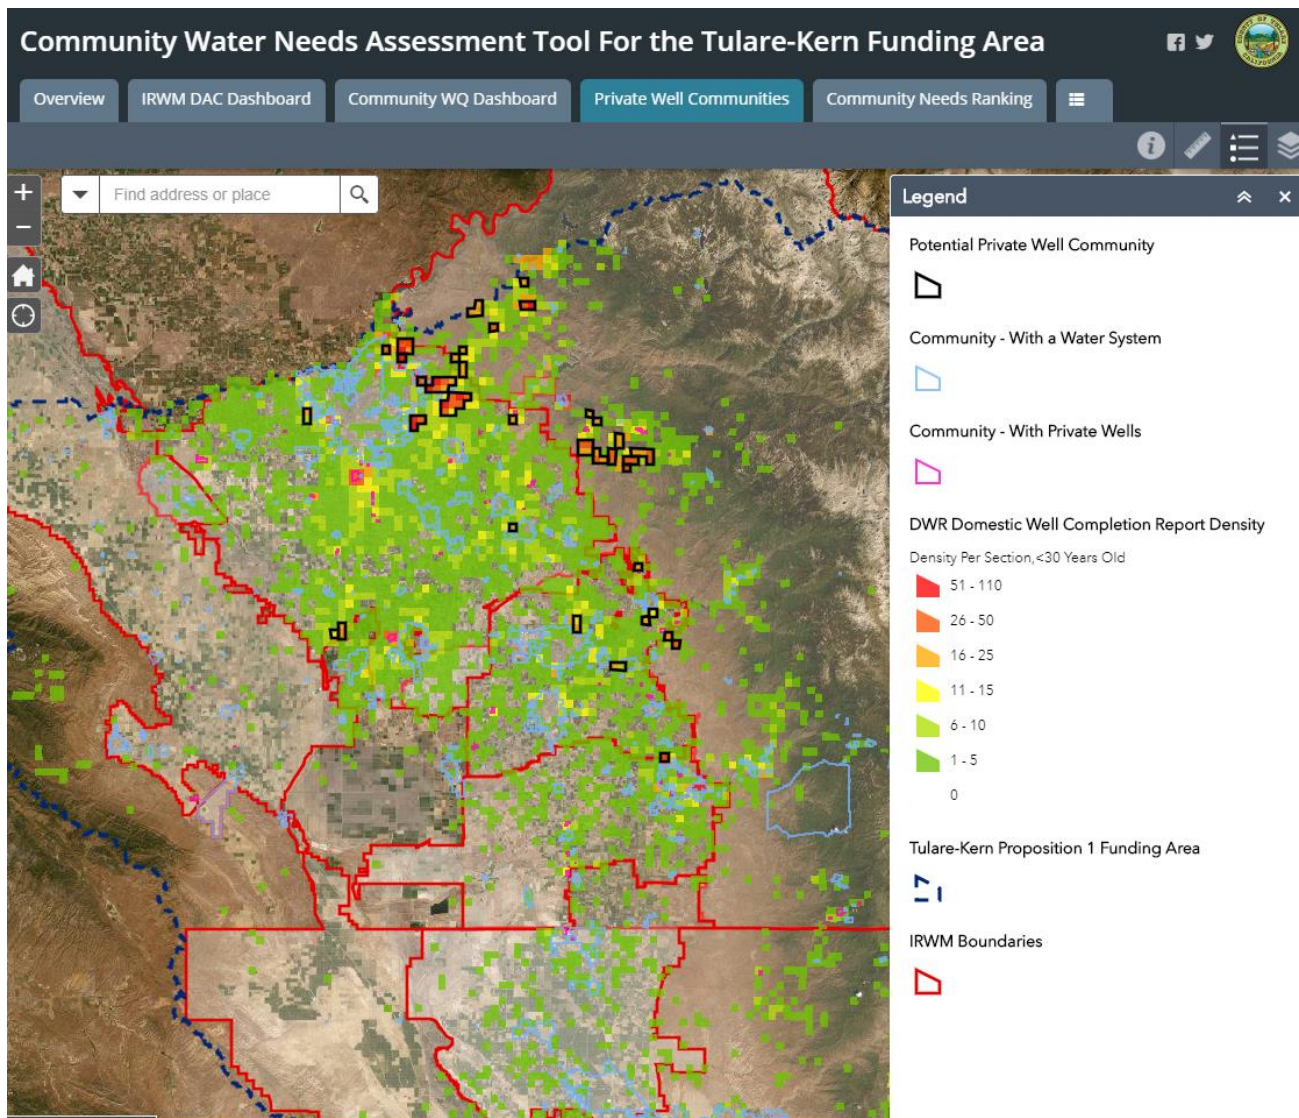 Community Water Needs Assessment Tool For the Tulare-Kern Funding Area
Overview
IRWM DAC Dashboard
Community WQ Dashboard
Private Well Communities
Community Needs Ranking
Find address or place
Legend
Potential Private Well Community
Community - With a Water System
Community - With Private Wells
DWR Domestic Well Completion Report Density
Density Per Section,<30 Years Old
51 - 110
26 - 50
16 - 25
11 - 15
6 - 10
1 - 5
0
Tulare-Kern Proposition 1 Funding Area
IRWM Boundaries